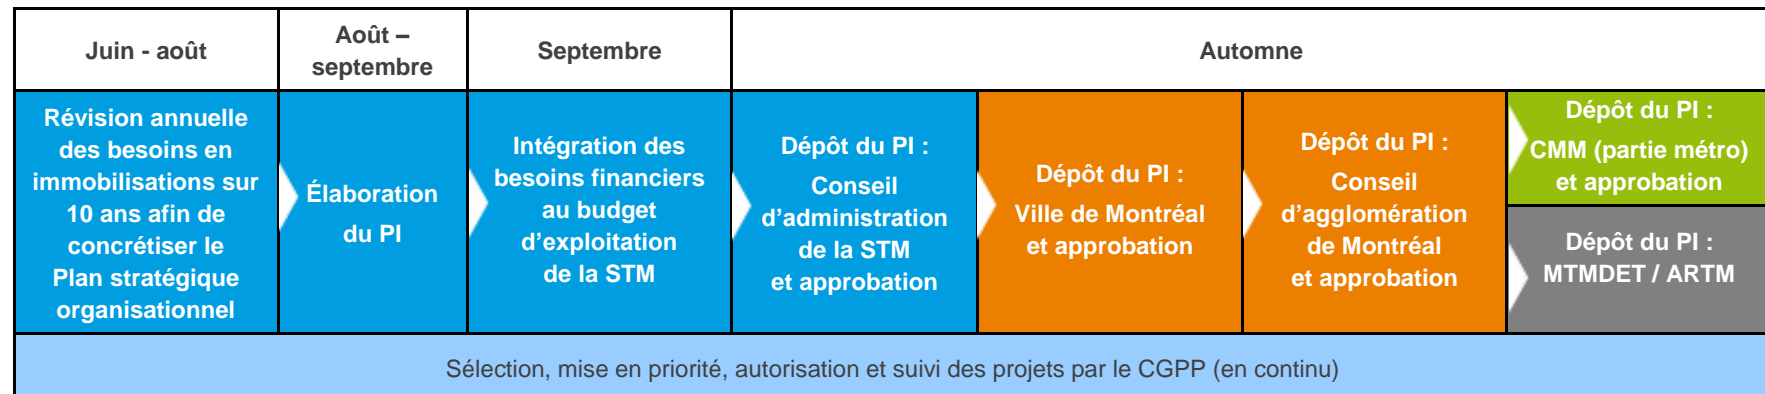 Juin - août
Août –
septembre
Septembre
Automne
Révision annuelle
des besoins en
immobilisations sur
10 ans afin de
concrétiser le
Plan stratégique
organisationnel
Élaboration
du PI
Intégration des
besoins financiers
au budget
d'exploitation
de la STM
Dépôt du PI :
Conseil
d'administration
de la STM
et approbation
Dépôt du PI :
Ville de Montréal
et approbation
Dépôt du PI :
Conseil
d'agglomération
de Montréal
et approbation
Dépôt du PI :
CMM (partie métro)
et approbation
Dépôt du PI :
MTMDET / ARTM
Sélection, mise en priorité, autorisation et suivi des projets par le CGPP (en continu)